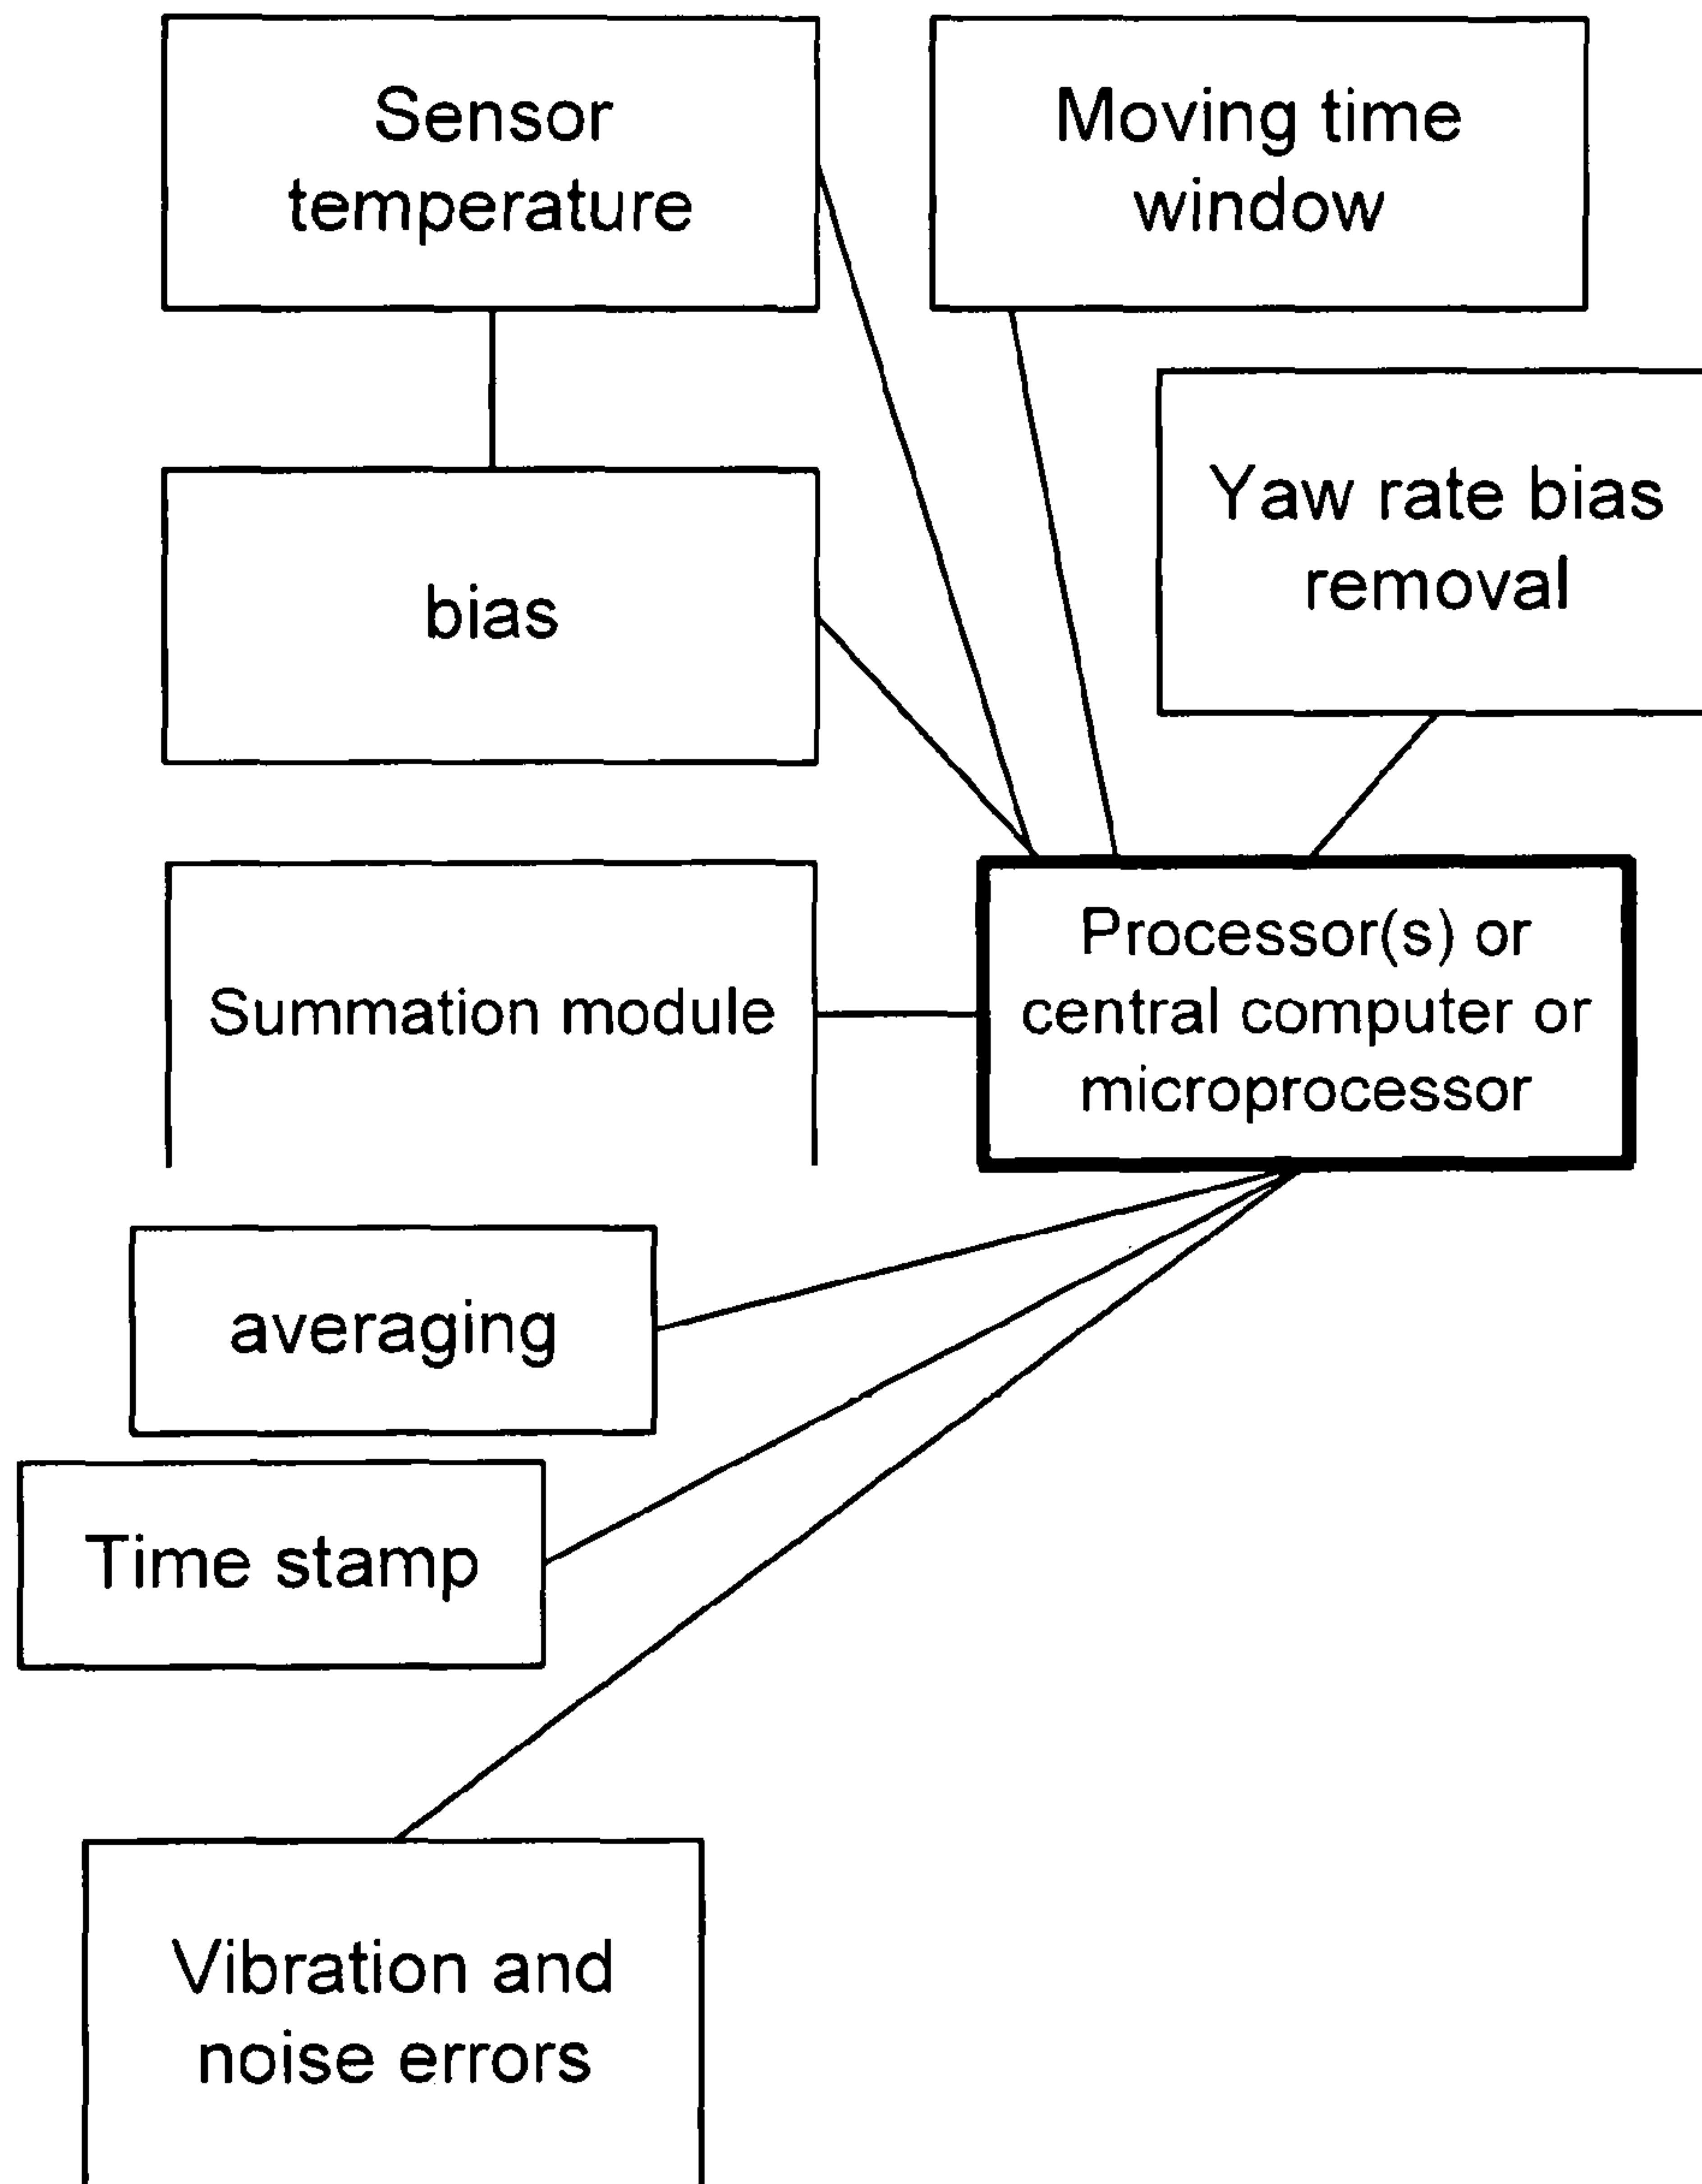 Sensor
temperature
Moving time
window
Yaw rate bias
removal
bias
Summation module
Processor(s) or
central computer or
microprocessor
averaging
Time stamp
Vibration and
noise errors